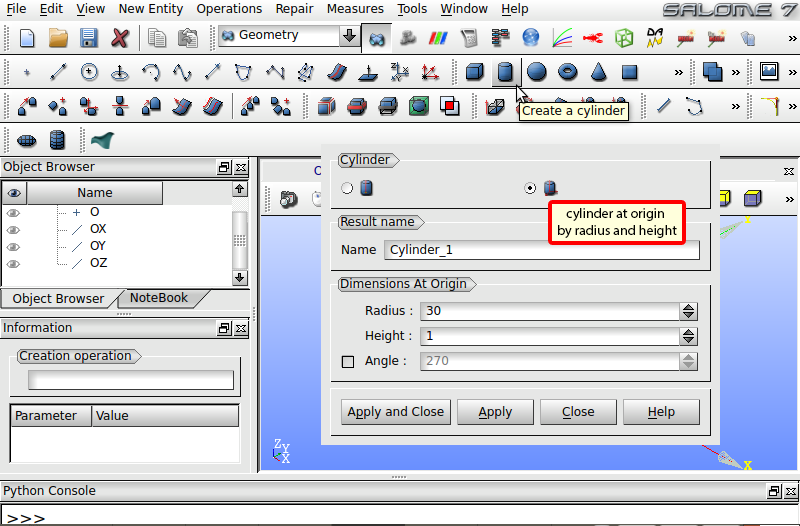 File Edit View New Entity Operations Repair Measures Tools Window Help
SALOME 7
Geometry
Create a cylinder
Object Browser
Name
O
OX
OY
OZ
Object Browser NoteBook
Information
Creation operation
Parameter Value
O
Cylinder
cylinder at origin
by radius and height
Result name
Name Cylinder_1
Dimensions At Origin
Radius : 30
Height : 1
Angle : 270
Apply and Close Apply Close Help
Z
Y
X
X
Python Console
>>>